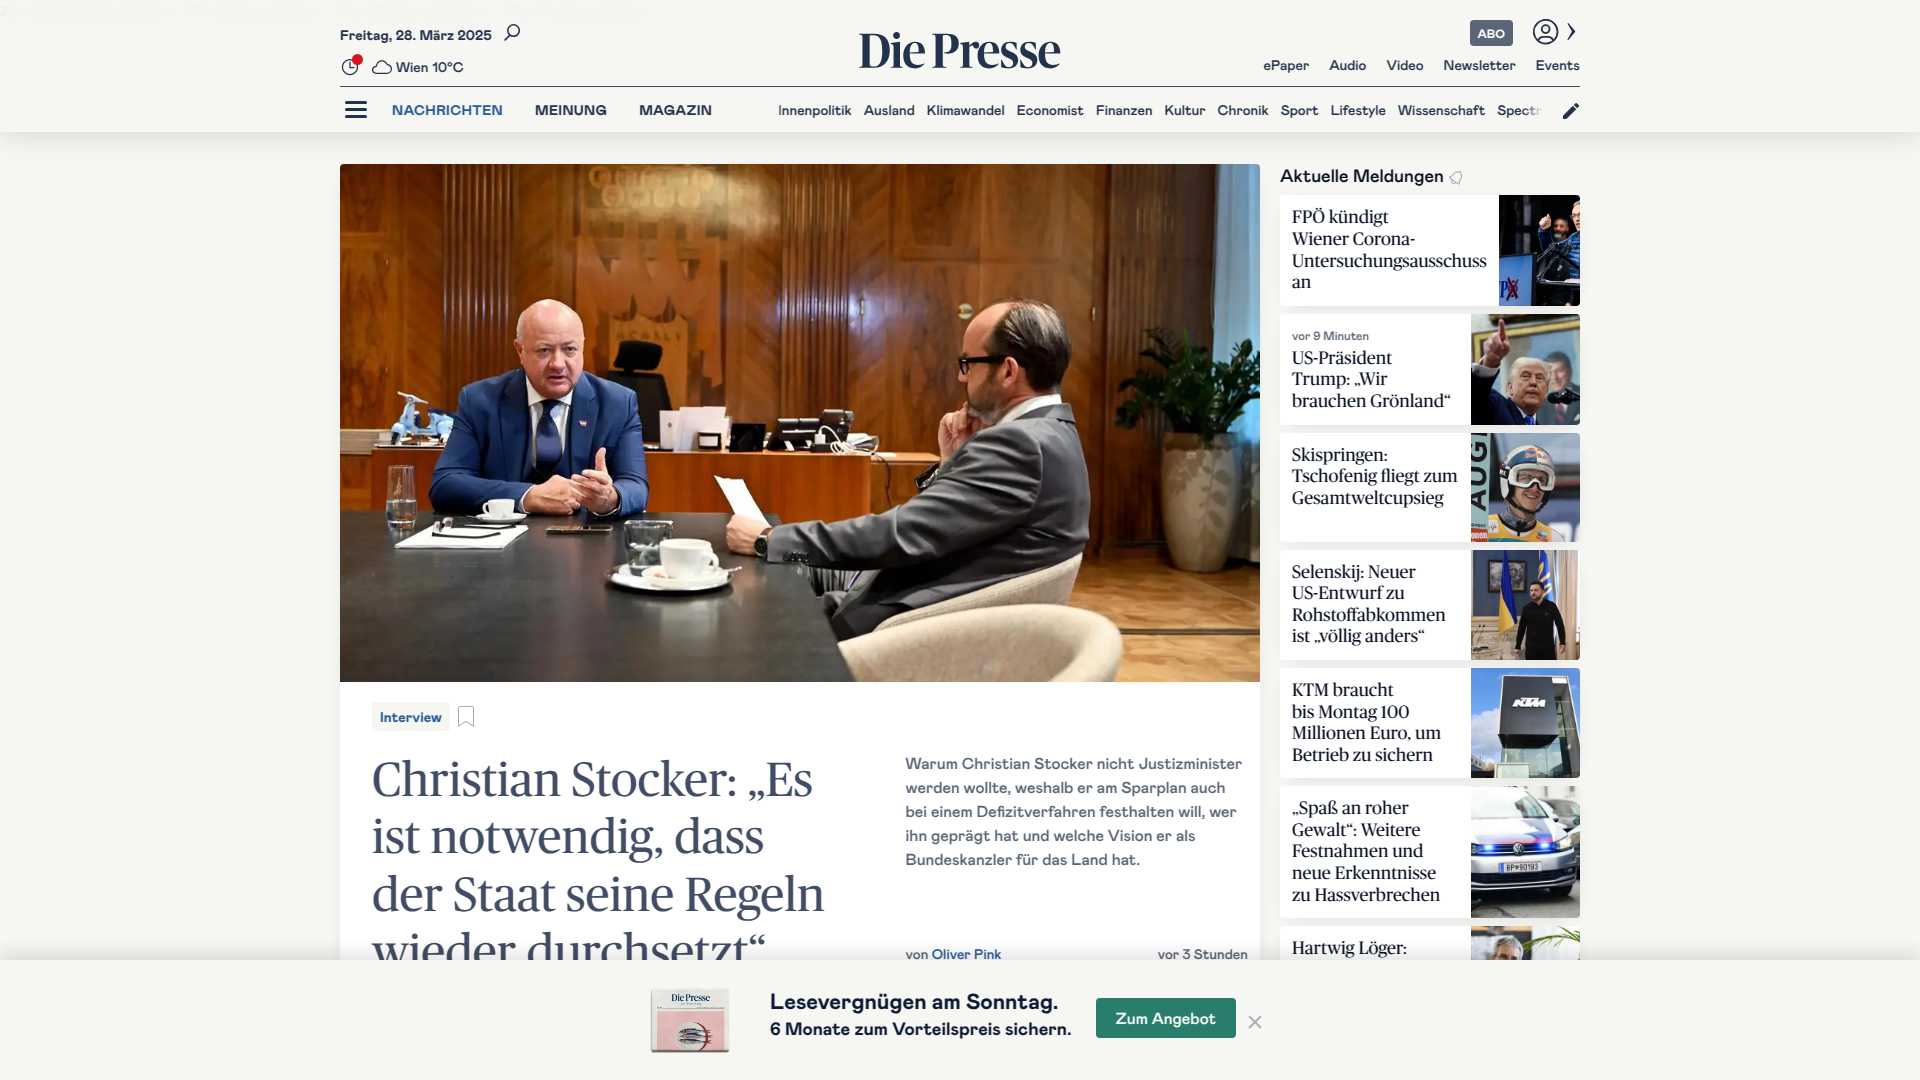 Freitag, 28. März 2025
Wien 10°C
Die Presse
ABO
ePaper Audio Video Newsletter Events
NACHRICHTEN MEINUNG MAGAZIN
Innenpolitik Ausland Klimawandel Economist Finanzen Kultur Chronik Sport Lifestyle Wissenschaft Spectr
Interview
Christian Stocker: „Es
ist notwendig, dass
der Staat seine Regeln
wieder durchsetzt“
Warum Christian Stocker nicht Justizminister
werden wollte, weshalb er am Sparplan auch
bei einem Defizitverfahren festhalten will, wer
ihn geprägt hat und welche Vision er als
Bundeskanzler für das Land hat.
von Oliver Pink
vor 3 Stunden
Aktuelle Meldungen
FPÖ kündigt
Wiener Corona-
Untersuchungsausschuss
an
vor 9 Minuten
US-Präsident
Trump: „Wir
brauchen Grönland“
Skispringen:
Tschofenig fliegt zum
Gesamtweltcupsieg
AUGI
Selenskij: Neuer
US-Entwurf zu
Rohstoffabkommen
ist „völlig anders“
KTM braucht
bis Montag 100
Millionen Euro, um
Betrieb zu sichern
KTM
„Spaß an roher
Gewalt“: Weitere
Festnahmen und
neue Erkenntnisse
zu Hassverbrechen
BP 90193
Hartwig Löger:
Die Presse
Lesevergnügen am Sonntag.
6 Monate zum Vorteilspreis sichern.
Zum Angebot